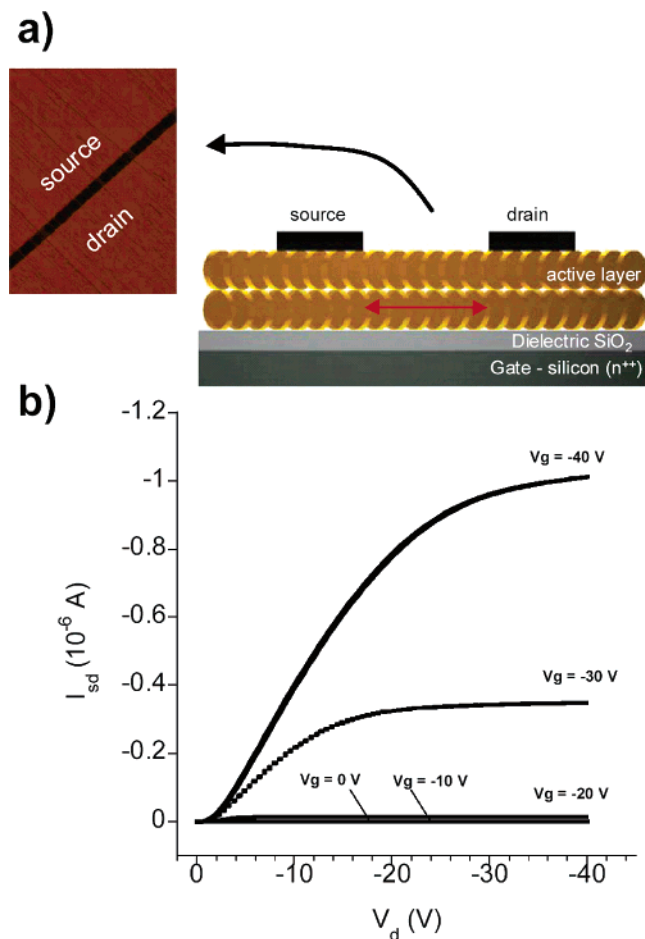 a)
source
drain
source
drain
active layer
Dielectric SiO₂
Gate - silicon (n⁺⁺)
b)
-1.2
Vg = -40 V
-1
-0.8
-0.6
-0.4
Vg = -30 V
-0.2
Vg = 0 V Vg = -10 V Vg = -20 V
0
I_sd (10⁻⁶ A)
0 -10 -20 -30 -40
V_d (V)